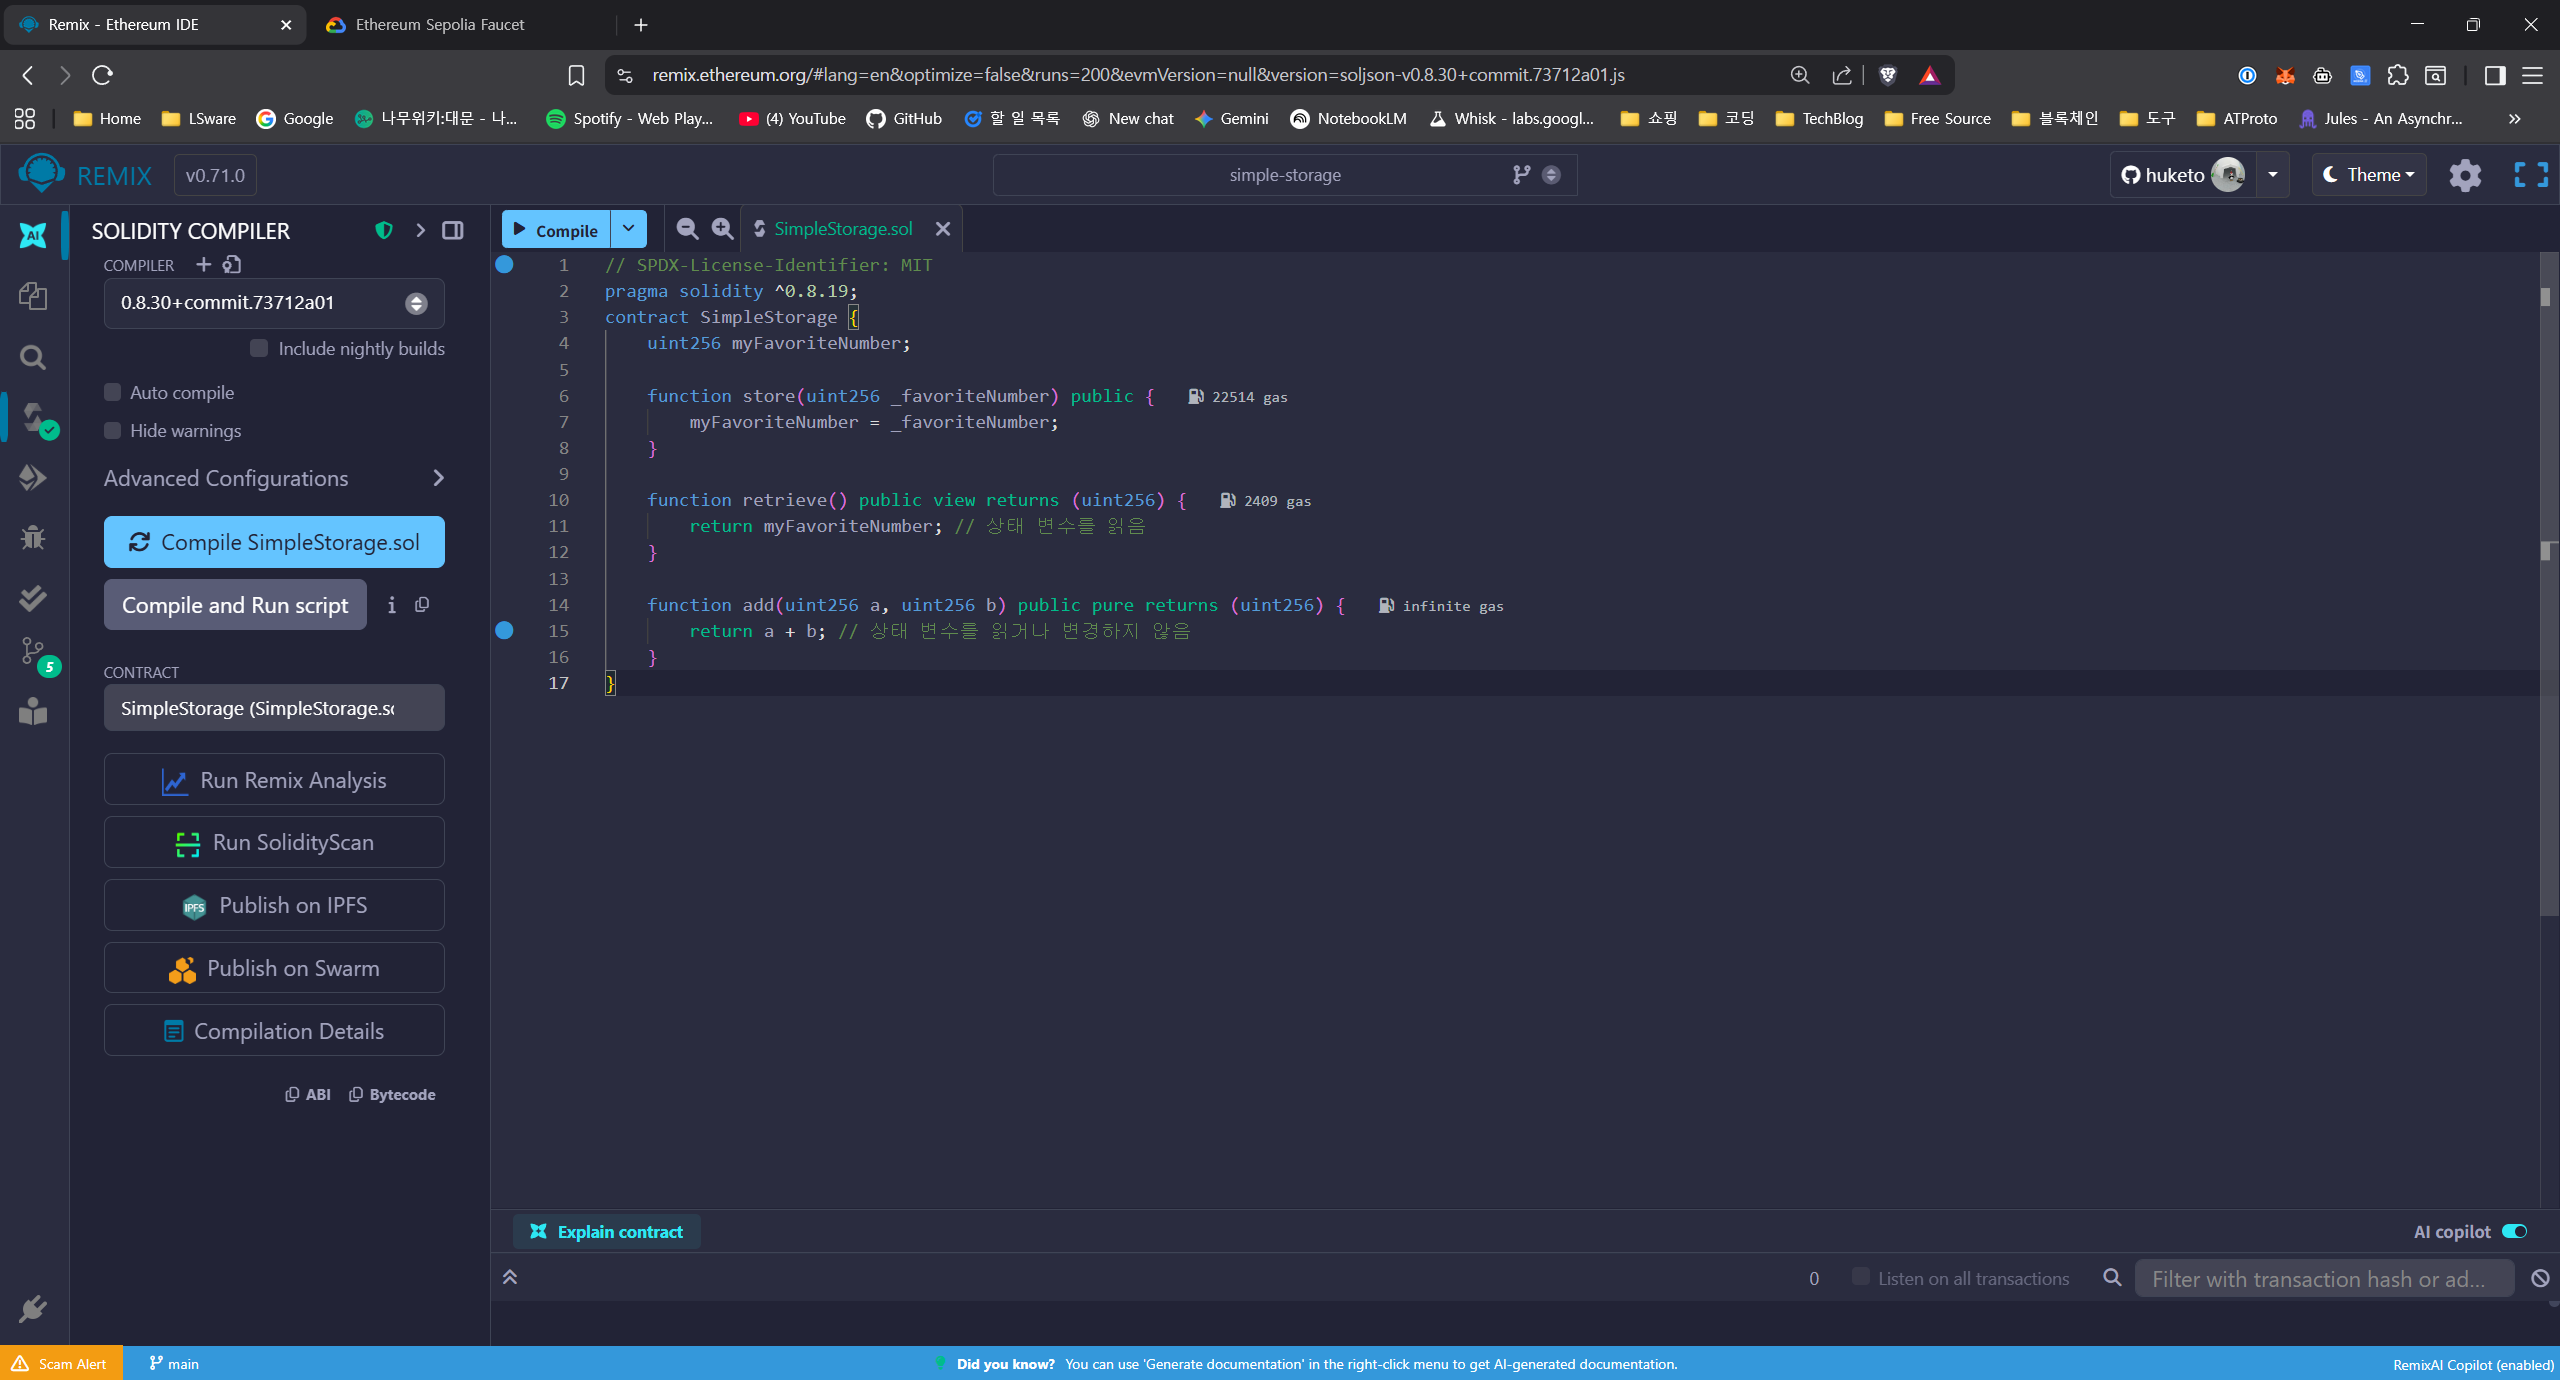 Remix - Ethereum IDE
Ethereum Sepolia Faucet
remix.ethereum.org/#lang=en&optimize=false&runs=200&evmVersion=null&version=soljson-v0.8.30+commit.73712a01.js
Home LSware Google 나무위키:대문 - 나... Spotify - Web Play... (4) YouTube GitHub 할 일 목록 New chat Gemini NotebookLM Whisk - labs.googl... 쇼핑 코딩 TechBlog Free Source 블록체인 도구 ATProto Jules - An Asynchr...
REMIX v0.71.0 simple-storage huketo Theme
SOLIDITY COMPILER
COMPILER
0.8.30+commit.73712a01
Include nightly builds
Auto compile
Hide warnings
Advanced Configurations
Compile SimpleStorage.sol
Compile and Run script
CONTRACT
SimpleStorage (SimpleStorage.so
Run Remix Analysis
Run SolidityScan
IPFS Publish on IPFS
Publish on Swarm
Compilation Details
ABI Bytecode
AI
5
Compile SimpleStorage.sol
1 // SPDX-License-Identifier: MIT
2 pragma solidity ^0.8.19;
3 contract SimpleStorage {
4 uint256 myFavoriteNumber;
5
6 function store(uint256 _favoriteNumber) public { 22514 gas
7 myFavoriteNumber = _favoriteNumber;
8 }
9
10 function retrieve() public view returns (uint256) { 2409 gas
11 return myFavoriteNumber; // 상태 변수를 읽음
12 }
13
14 function add(uint256 a, uint256 b) public pure returns (uint256) { infinite gas
15 return a + b; // 상태 변수를 읽거나 변경하지 않음
16 }
17 }
Explain contract AI copilot
0 Listen on all transactions Filter with transaction hash or ad...
Scam Alert main Did you know? You can use 'Generate documentation' in the right-click menu to get AI-generated documentation. RemixAI Copilot (enabled)